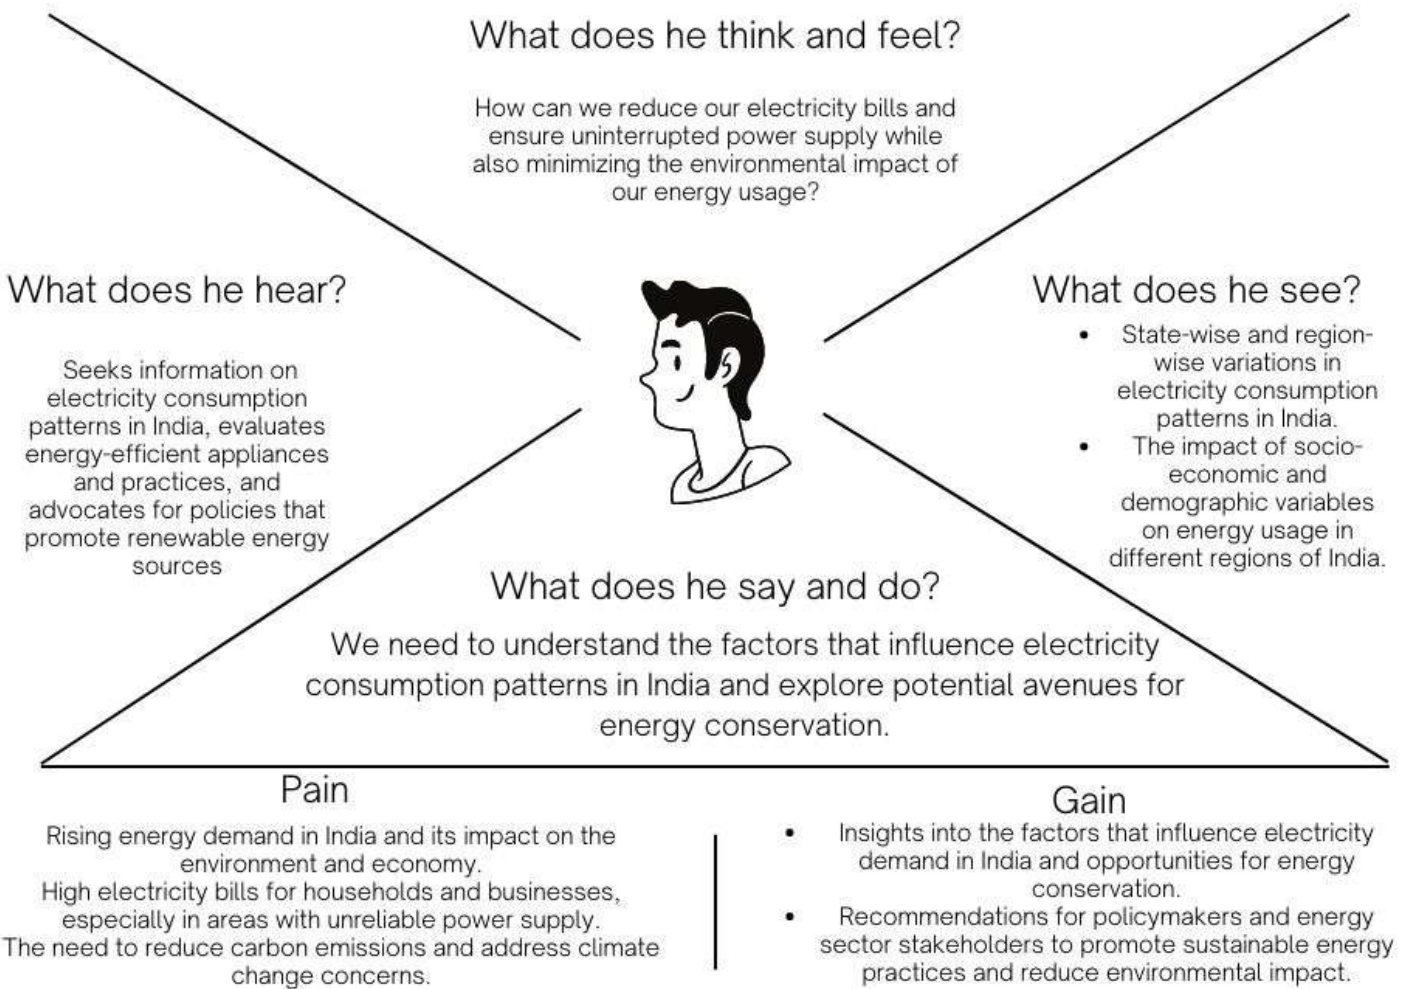 What does he think and feel?
How can we reduce our electricity bills and
ensure uninterrupted power supply while
also minimizing the environmental impact of
our energy usage?
What does he hear?
Seeks information on
electricity consumption
patterns in India, evaluates
energy-efficient appliances
and practices, and
advocates for policies that
promote renewable energy
sources
What does he see?
• State-wise and region-
wise variations in
electricity consumption
patterns in India.
• The impact of socio-
economic and
demographic variables
on energy usage in
different regions of India.
What does he say and do?
We need to understand the factors that influence electricity
consumption patterns in India and explore potential avenues for
energy conservation.
Pain
Rising energy demand in India and its impact on the
environment and economy.
High electricity bills for households and businesses,
especially in areas with unreliable power supply.
The need to reduce carbon emissions and address climate
change concerns.
Gain
• Insights into the factors that influence electricity
demand in India and opportunities for energy
conservation.
• Recommendations for policymakers and energy
sector stakeholders to promote sustainable energy
practices and reduce environmental impact.